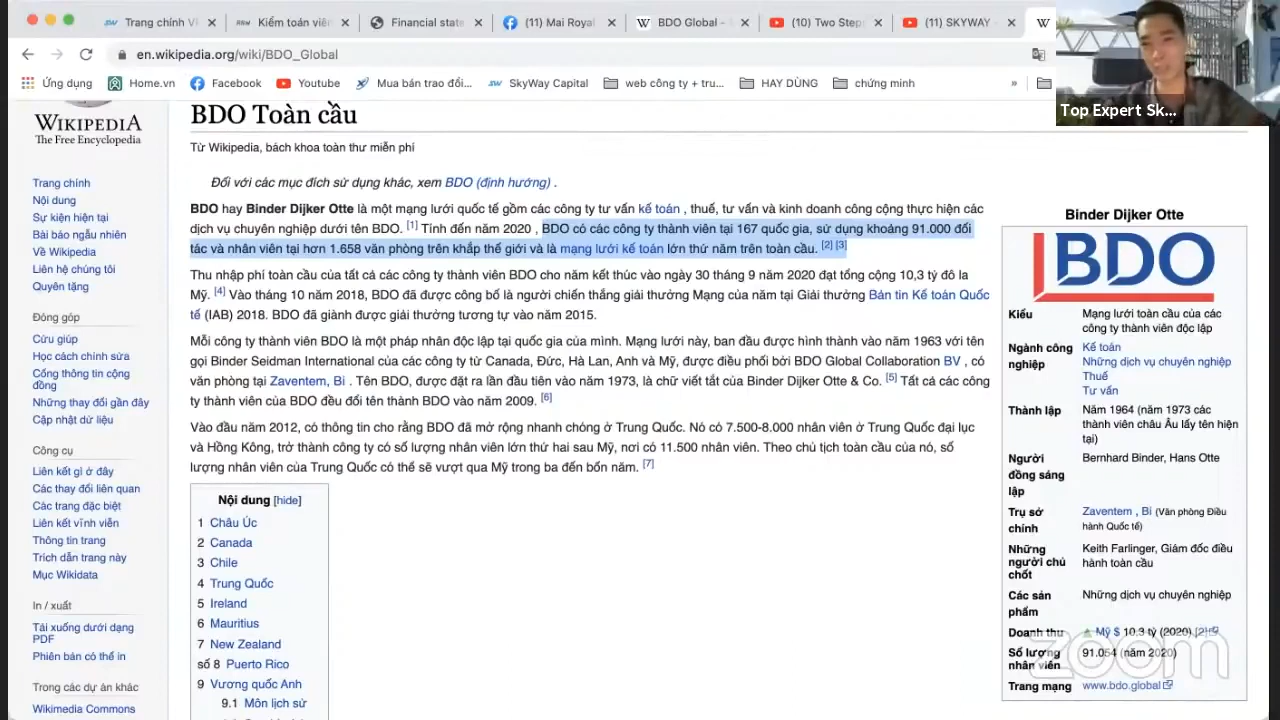 Trang chính V
Kiểm toán viên
Financial state
(11) Mai Royal
BDO Global -
(10) Two Step
(11) SKYWAY -
en.wikipedia.org/wiki/BDO_Global
Ứng dụng
Home.vn
Facebook
Youtube
Mua bán trao đổi...
SkyWay Capital
web công ty + tru...
HAY DÙNG
chứng minh
»
Top Expert Sk...
WIKIPEDIA
The Free Encyclopedia
Trang chính
Nội dung
Sự kiện hiện tại
Bài báo ngẫu nhiên
Về Wikipedia
Liên hệ chúng tôi
Quyên tặng
Đóng góp
Cứu giúp
Học cách chỉnh sửa
Cổng thông tin cộng
đồng
Những thay đổi gần đây
Cập nhật dữ liệu
Công cụ
Liên kết gì ở đây
Các thay đổi liên quan
Các trang đặc biệt
Liên kết vĩnh viễn
Thông tin trang
Trích dẫn trang này
Mục Wikidata
In / xuất
Tải xuống dưới dạng
PDF
Phiên bản có thể in
Trong các dự án khác
Wikimedia Commons
BDO Toàn cầu
Từ Wikipedia, bách khoa toàn thư miễn phí
Đối với các mục đích sử dụng khác, xem BDO (định hướng) .
BDO hay Binder Dijker Otte là một mạng lưới quốc tế gồm các công ty tư vấn kế toán , thuế, tư vấn và kinh doanh công cộng thực hiện các
dịch vụ chuyên nghiệp dưới tên BDO. [1] Tính đến năm 2020 , BDO có các công ty thành viên tại 167 quốc gia, sử dụng khoảng 91.000 đối
tác và nhân viên tại hơn 1.658 văn phòng trên khắp thế giới và là mạng lưới kế toán lớn thứ năm trên toàn cầu. [2] [3]
Thu nhập phí toàn cầu của tất cả các công ty thành viên BDO cho năm kết thúc vào ngày 30 tháng 9 năm 2020 đạt tổng cộng 10,3 tỷ đô la
Mỹ. [4] Vào tháng 10 năm 2018, BDO đã được công bố là người chiến thắng giải thưởng Mạng của năm tại Giải thưởng Bản tin Kế toán Quốc
tế (IAB) 2018. BDO đã giành được giải thưởng tương tự vào năm 2015.
Mỗi công ty thành viên BDO là một pháp nhân độc lập tại quốc gia của mình. Mạng lưới này, ban đầu được hình thành vào năm 1963 với tên
gọi Binder Seidman International của các công ty từ Canada, Đức, Hà Lan, Anh và Mỹ, được điều phối bởi BDO Global Collaboration BV , có
văn phòng tại Zaventem, Bỉ . Tên BDO, được đặt ra lần đầu tiên vào năm 1973, là chữ viết tắt của Binder Dijker Otte & Co. [5] Tất cả các công
ty thành viên của BDO đều đổi tên thành BDO vào năm 2009. [6]
Vào đầu năm 2012, có thông tin cho rằng BDO đã mở rộng nhanh chóng ở Trung Quốc. Nó có 7.500-8.000 nhân viên ở Trung Quốc đại lục
và Hồng Kông, trở thành công ty có số lượng nhân viên lớn thứ hai sau Mỹ, nơi có 11.500 nhân viên. Theo chủ tịch toàn cầu của nó, số
lượng nhân viên của Trung Quốc có thể sẽ vượt qua Mỹ trong ba đến bốn năm. [7]
Nội dung [hide]
1 Châu Úc
2 Canada
3 Chile
4 Trung Quốc
5 Ireland
6 Mauritius
7 New Zealand
số 8 Puerto Rico
9 Vương quốc Anh
9.1 Môn lịch sử
Binder Dijker Otte
BDO
Kiểu Mạng lưới toàn cầu của các
công ty thành viên độc lập
Ngành công Kế toán
nghiệp Những dịch vụ chuyên nghiệp
Thuế
Tư vấn
Thành lập Năm 1964 (năm 1973 các
thành viên châu Âu lấy tên hiện
tại)
Người Bernhard Binder, Hans Otte
đồng sáng
lập
Trụ sở Zaventem , Bỉ (Văn phòng Điều
chính hành Quốc tế)
Những Keith Farlinger, Giám đốc điều
người chủ hành toàn cầu
chốt
Các sản Những dịch vụ chuyên nghiệp
phẩm
Doanh thu Mỹ $ 10.3 tỷ (2020) [2]
Số lượng 91.054 (năm 2020)
nhân viên
Trang mạng www.bdo.global
zoom